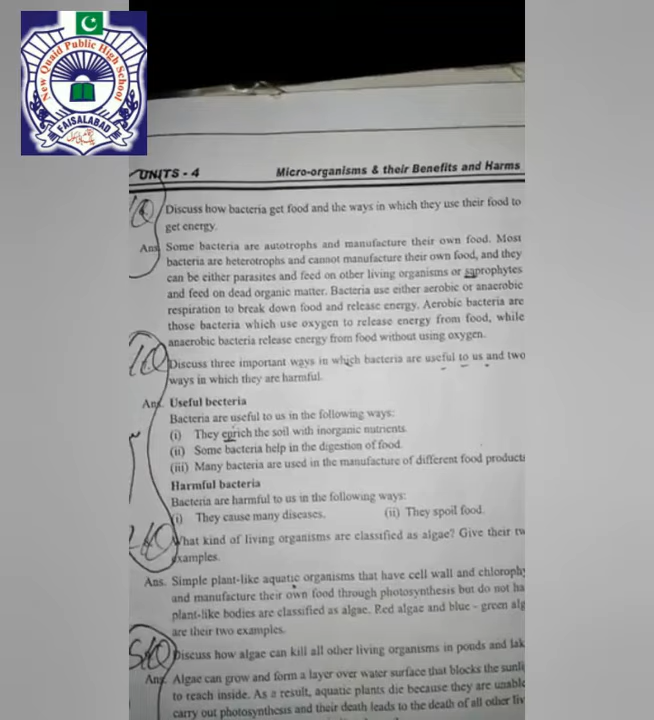 New Quaid Public High School
FAISALABAD
UNITS - 4 Micro-organisms & their Benefits and Harms
Discuss how bacteria get food and the ways in which they use their food to
get energy.
Ans. Some bacteria are autotrophs and manufacture their own food. Most
bacteria are heterotrophs and cannot manufacture their own food, and they
can be either parasites and feed on other living organisms or saprophytes
and feed on dead organic matter. Bacteria use either aerobic or anaerobic
respiration to break down food and release energy. Aerobic bacteria are
those bacteria which use oxygen to release energy from food, while
anaerobic bacteria release energy from food without using oxygen.
Discuss three important ways in which bacteria are useful to us and two
ways in which they are harmful.
Ans. Useful becteria
Bacteria are useful to us in the following ways:
(i) They enrich the soil with inorganic nutrients.
(ii) Some bacteria help in the digestion of food.
(iii) Many bacteria are used in the manufacture of different food products
Harmful bacteria
Bacteria are harmful to us in the following ways:
(i) They cause many diseases. (ii) They spoil food.
What kind of living organisms are classified as algae? Give their tw
examples.
Ans. Simple plant-like aquatic organisms that have cell wall and chlorophy
and manufacture their own food through photosynthesis but do not ha
plant-like bodies are classified as algae. Red algae and blue - green alg
are their two examples.
Discuss how algae can kill all other living organisms in ponds and lak
Ans. Algae can grow and form a layer over water surface that blocks the sunli
to reach inside. As a result, aquatic plants die because they are unable
carry out photosynthesis and their death leads to the death of all other liv